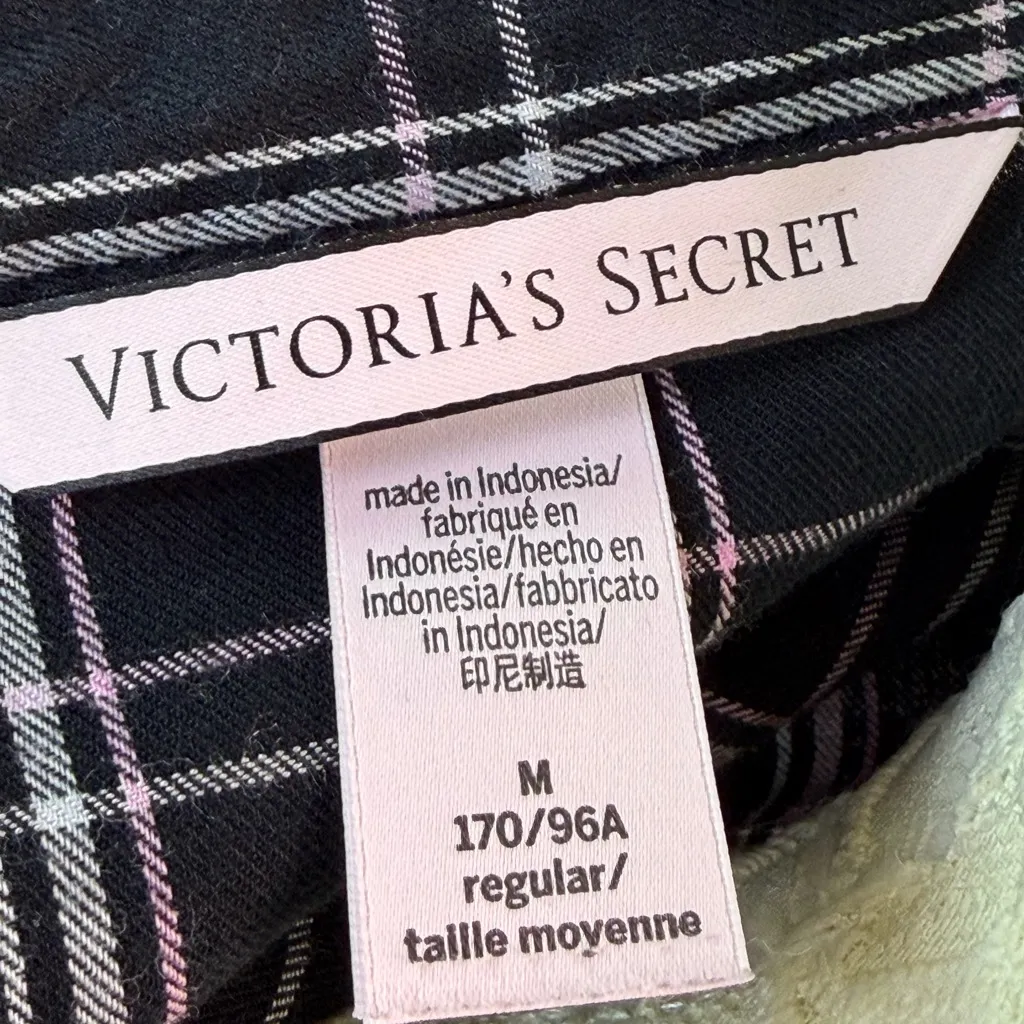 VICTORIA'S SECRET
made in Indonesia/
fabriqué en
Indonésie/hecho en
Indonesia/fabbricato
in Indonesia/
印尼制造
M
170/96A
regular/
taille moyenne